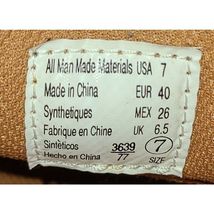 All Man Made Materials USA 7
Made in China EUR 40
Synthetiques MEX 26
Fabrique en Chine UK 6.5
Sintéticos 3639 7
Hecho en China 77 SIZE